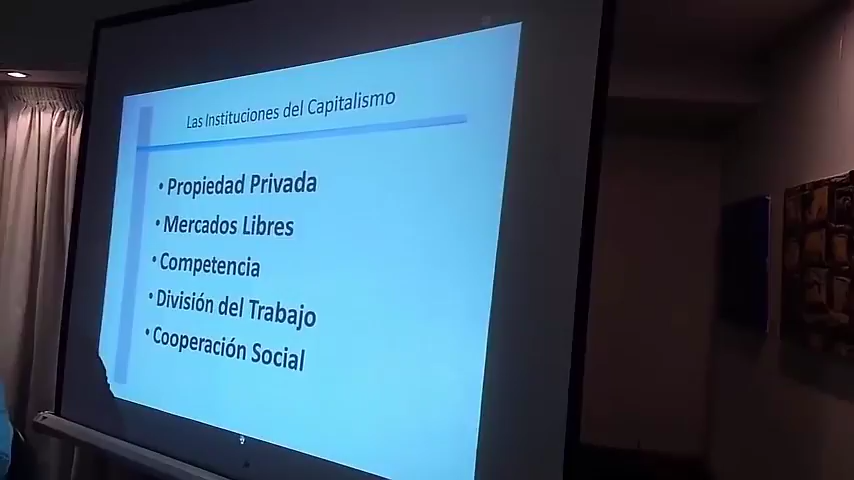 Las Instituciones del Capitalismo
• Propiedad Privada
• Mercados Libres
• Competencia
• División del Trabajo
• Cooperación Social